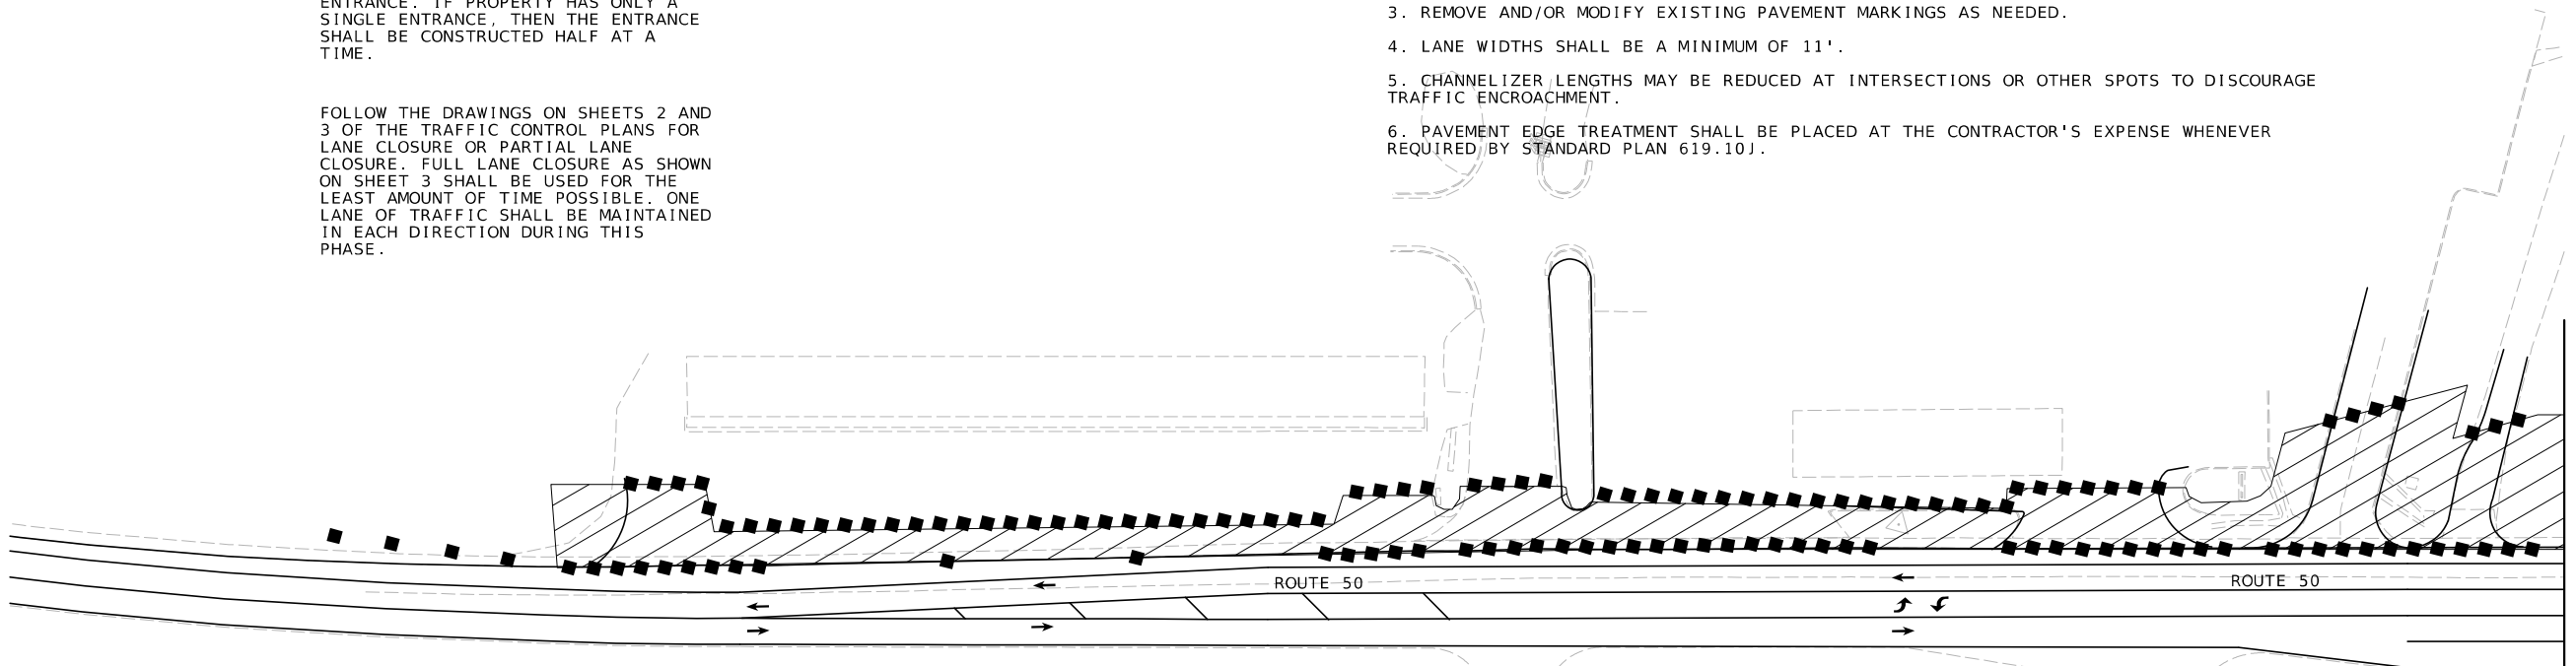 ENTRANCE. IF PROPERTY HAS ONLY A
SINGLE ENTRANCE, THEN THE ENTRANCE
SHALL BE CONSTRUCTED HALF AT A
TIME.
FOLLOW THE DRAWINGS ON SHEETS 2 AND
3 OF THE TRAFFIC CONTROL PLANS FOR
LANE CLOSURE OR PARTIAL LANE
CLOSURE. FULL LANE CLOSURE AS SHOWN
ON SHEET 3 SHALL BE USED FOR THE
LEAST AMOUNT OF TIME POSSIBLE. ONE
LANE OF TRAFFIC SHALL BE MAINTAINED
IN EACH DIRECTION DURING THIS
PHASE.
3. REMOVE AND/OR MODIFY EXISTING PAVEMENT MARKINGS AS NEEDED.
4. LANE WIDTHS SHALL BE A MINIMUM OF 11'.
5. CHANNELIZER LENGTHS MAY BE REDUCED AT INTERSECTIONS OR OTHER SPOTS TO DISCOURAGE
TRAFFIC ENCROACHMENT.
6. PAVEMENT EDGE TREATMENT SHALL BE PLACED AT THE CONTRACTOR'S EXPENSE WHENEVER
REQUIRED BY STANDARD PLAN 619.10J.
ROUTE 50
ROUTE 50